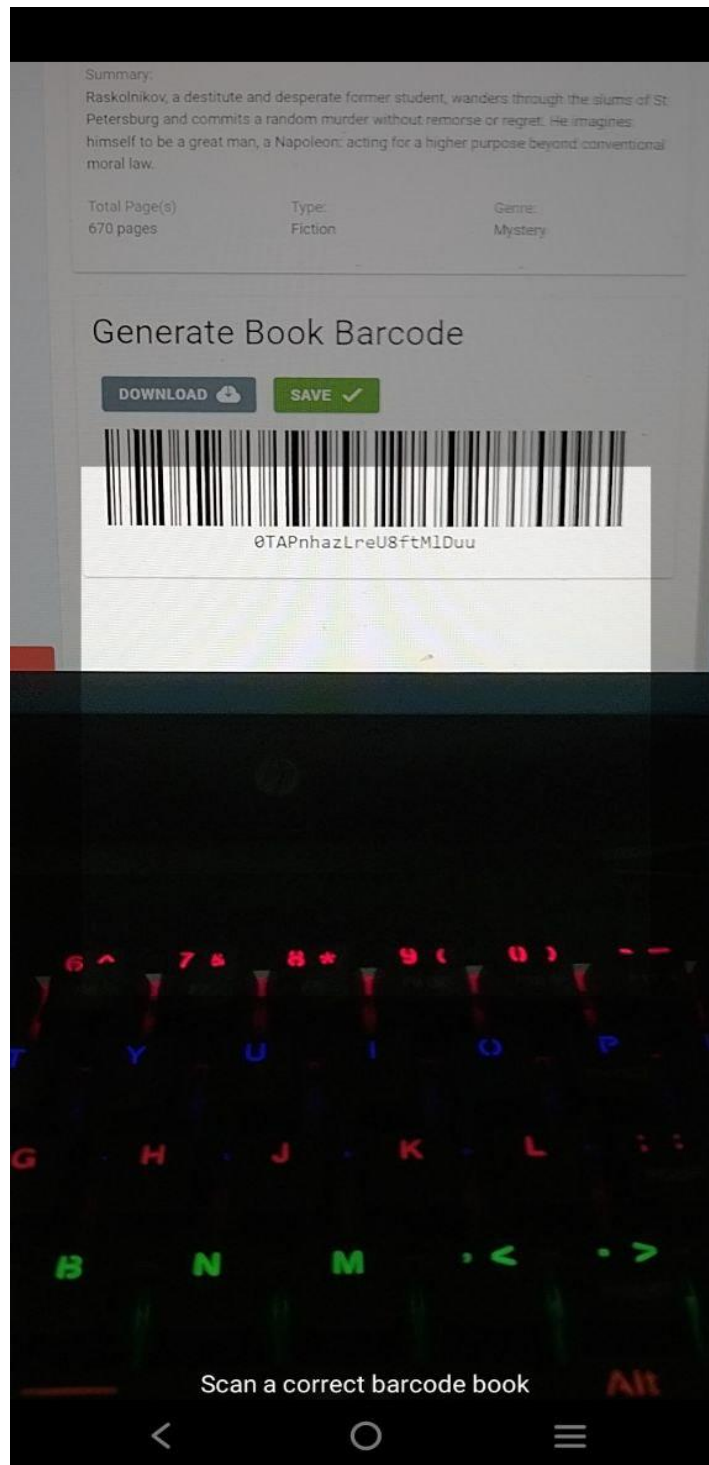 Summary:
Raskolnikov, a destitute and desperate former student, wanders through the slums of St
Petersburg and commits a random murder without remorse or regret. He imagines
himself to be a great man, a Napoleon: acting for a higher purpose beyond conventional
moral law.
Total Page(s) Type: Genre:
670 pages Fiction Mystery
Generate Book Barcode
DOWNLOAD SAVE
0TAPnhazLreU8ftMlDuu
6 ^ 7 & 8 * 9 ( 0 ) - —
T Y U I O P
G H J K L : ;
B N M , < . >
Scan a correct barcode book
Alt